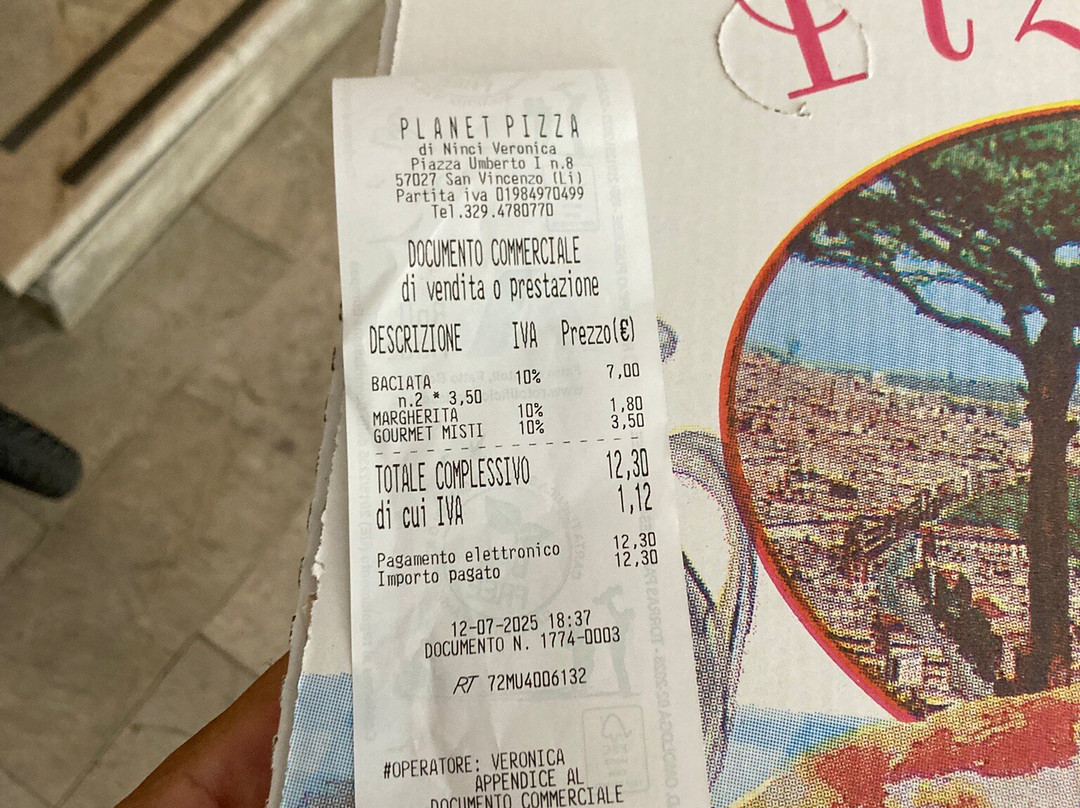 PLANET PIZZA
di Ninci Veronica
Piazza Umberto I n.8
57027 San Vincenzo (Li)
Partita iva 01984970499
Tel.329.4780770
DOCUMENTO COMMERCIALE
di vendita o prestazione
DESCRIZIONE IVA Prezzo(€)
BACIATA 10% 7,00
n.2 * 3,50
MARGHERITA 10% 1,80
GOURMET MISTI 10% 3,50
TOTALE COMPLESSIVO 12,30
di cui IVA 1,12
Pagamento elettronico 12,30
Importo pagato 12,30
12-07-2025 18:37
DOCUMENTO N. 1774-0003
RT 72MU4006132
#OPERATORE: VERONICA
APPENDICE AL
DOCUMENTO COMMERCIALE